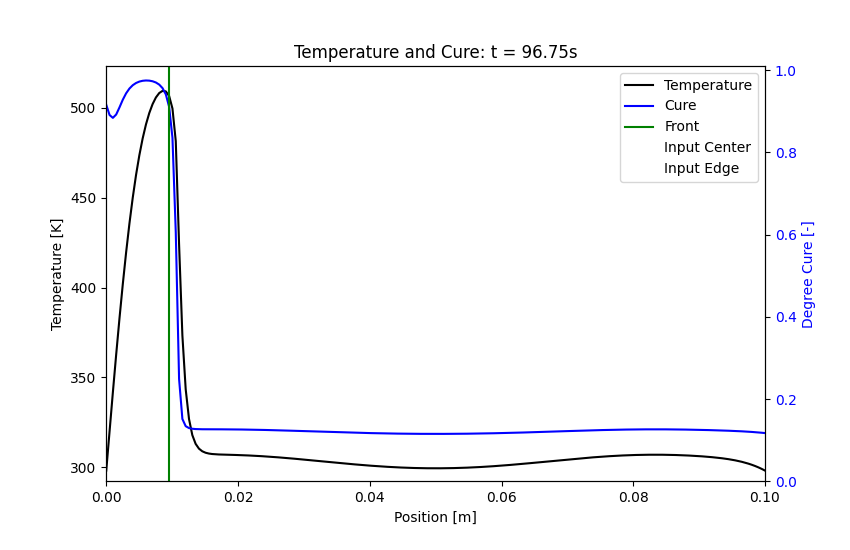 Temperature and Cure: t = 96.75s
Temperature
Cure
Front
Input Center
Input Edge
Temperature [K]
500
450
400
350
300
1.0
0.8
0.6
0.4
0.2
0.0
Degree Cure [-]
0.00
0.02
0.04
0.06
0.08
0.10
Position [m]